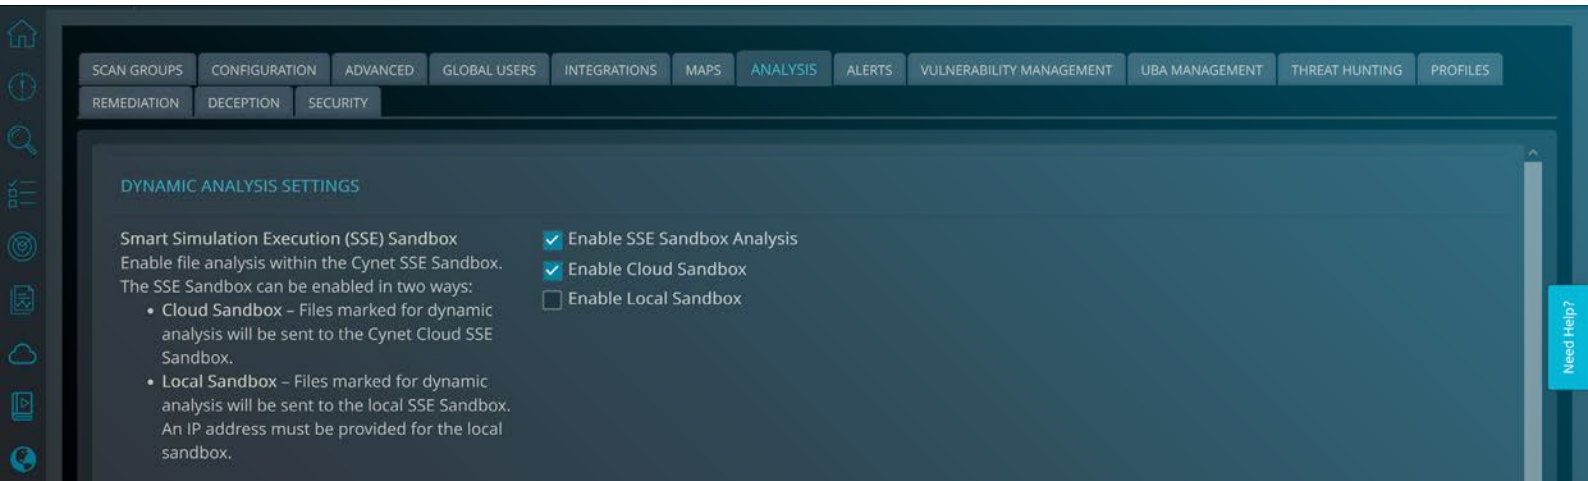 SCAN GROUPS CONFIGURATION ADVANCED GLOBAL USERS INTEGRATIONS MAPS ANALYSIS ALERTS VULNERABILITY MANAGEMENT UBA MANAGEMENT THREAT HUNTING PROFILES
REMEDIATION DECEPTION SECURITY
DYNAMIC ANALYSIS SETTINGS
Smart Simulation Execution (SSE) Sandbox
Enable file analysis within the Cynet SSE Sandbox.
The SSE Sandbox can be enabled in two ways:
• Cloud Sandbox – Files marked for dynamic
analysis will be sent to the Cynet Cloud SSE
Sandbox.
• Local Sandbox – Files marked for dynamic
analysis will be sent to the local SSE Sandbox.
An IP address must be provided for the local
sandbox.
Enable SSE Sandbox Analysis
Enable Cloud Sandbox
Enable Local Sandbox
Need Help?